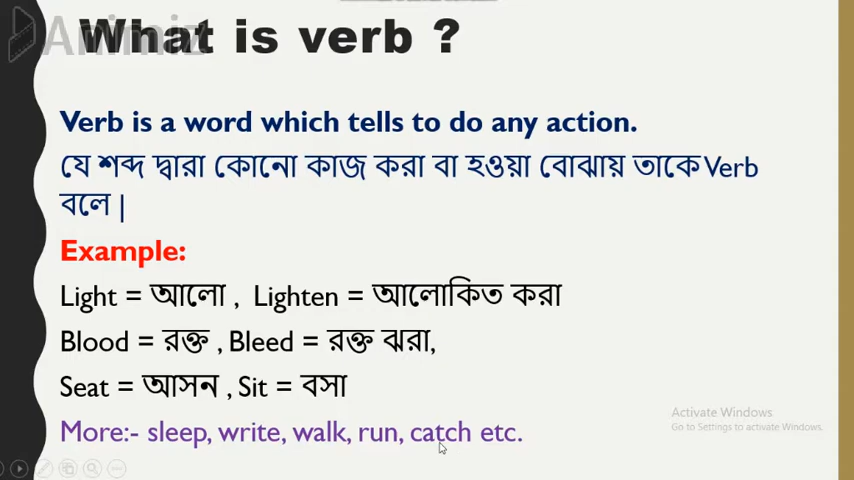 What is verb ?
Animiz
Verb is a word which tells to do any action.
যে শব্দ দ্বারা কোনো কাজ করা বা হওয়া বোঝায় তাকে Verb
বলে |
Example:
Light = আলো , Lighten = আলোকিত করা
Blood = রক্ত , Bleed = রক্ত ঝরা,
Seat = আসন , Sit = বসা
More:- sleep, write, walk, run, catch etc.
Activate Windows
Go to Settings to activate Windows.